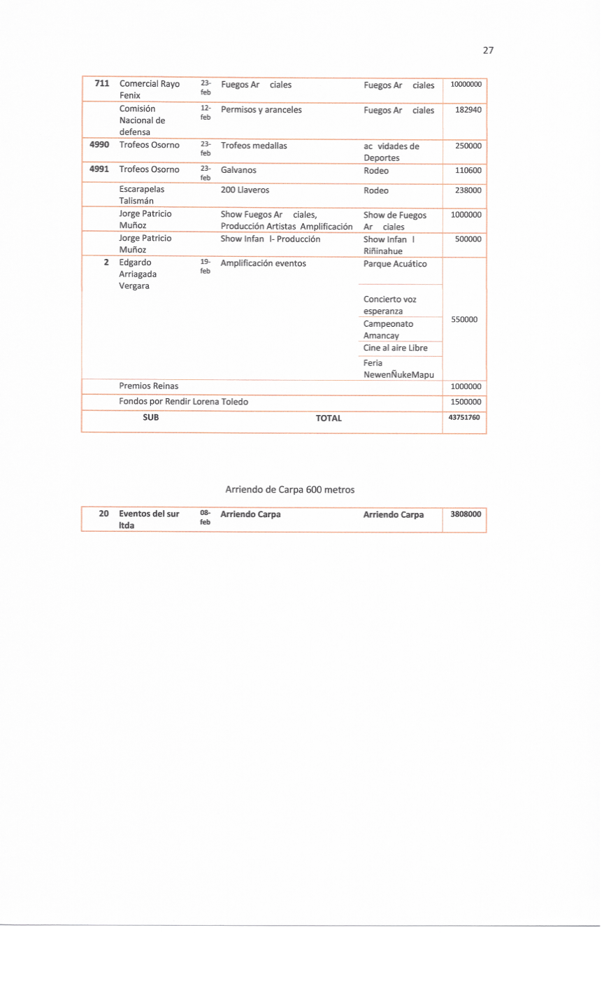 27
711 Comercial Rayo 23- Fuegos Ar ciales Fuegos Ar ciales 10000000
Fenix feb
Comisión 12- Permisos y aranceles Fuegos Ar ciales 182940
Nacional de feb
defensa
4990 Trofeos Osorno 23- Trofeos medallas ac vidades de 250000
feb Deportes
4991 Trofeos Osorno 23- Galvanos Rodeo 110600
feb
Escarapelas 200 Llaveros Rodeo 238000
Talismán
Jorge Patricio Show Fuegos Ar ciales, Show de Fuegos 1000000
Muñoz Producción Artistas Amplificación Ar ciales
Jorge Patricio Show Infan l- Producción Show Infan l 500000
Muñoz Riñinahue
2 Edgardo 19- Amplificación eventos Parque Acuático
Arriagada feb
Vergara
Concierto voz
esperanza
550000
Campeonato
Amancay
Cine al aire Libre
Feria
NewenÑukeMapu
Premios Reinas 1000000
Fondos por Rendir Lorena Toledo 1500000
SUB TOTAL 43751760
Arriendo de Carpa 600 metros
20 Eventos del sur 08- Arriendo Carpa Arriendo Carpa 3808000
ltda feb